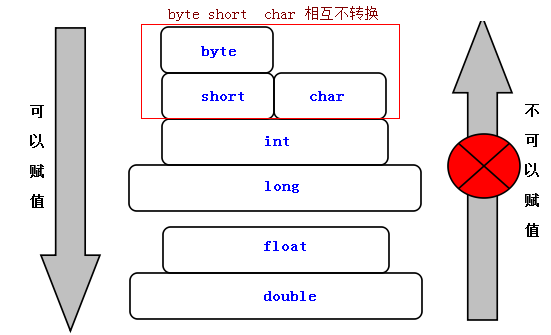 byte short  char 相互不转换
byte
short
char
int
long
float
double
可以赋值
不可以赋值